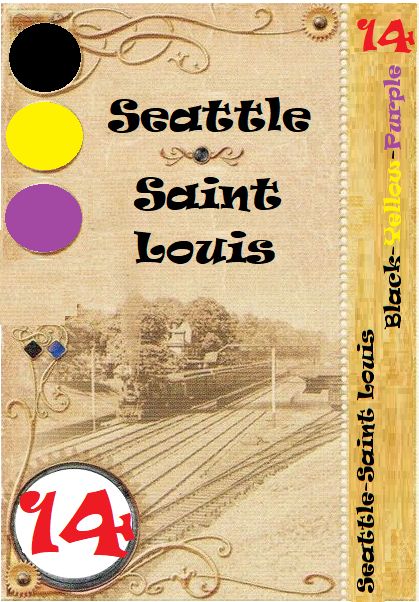 Seattle
Saint
Louis
14
14
Black-Yellow-Purple
Seattle-Saint Louis